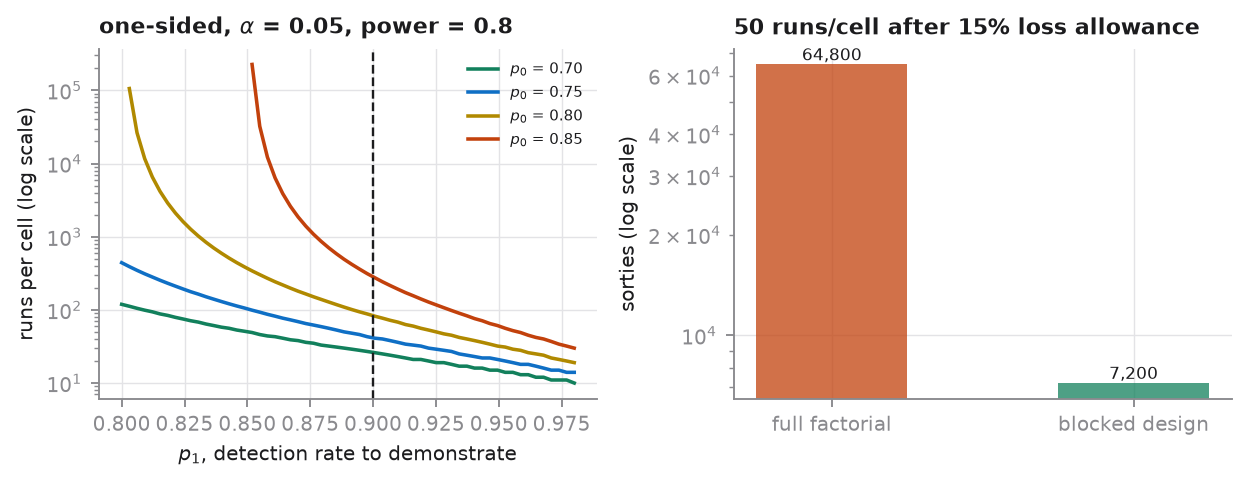 one-sided, α = 0.05, power = 0.8
p₀ = 0.70
p₀ = 0.75
p₀ = 0.80
p₀ = 0.85
runs per cell (log scale)
10⁵
10⁴
10³
10²
10¹
0.800 0.825 0.850 0.875 0.900 0.925 0.950 0.975
p₁, detection rate to demonstrate
50 runs/cell after 15% loss allowance
64,800
7,200
sorties (log scale)
6 × 10⁴
4 × 10⁴
3 × 10⁴
2 × 10⁴
10⁴
full factorial
blocked design